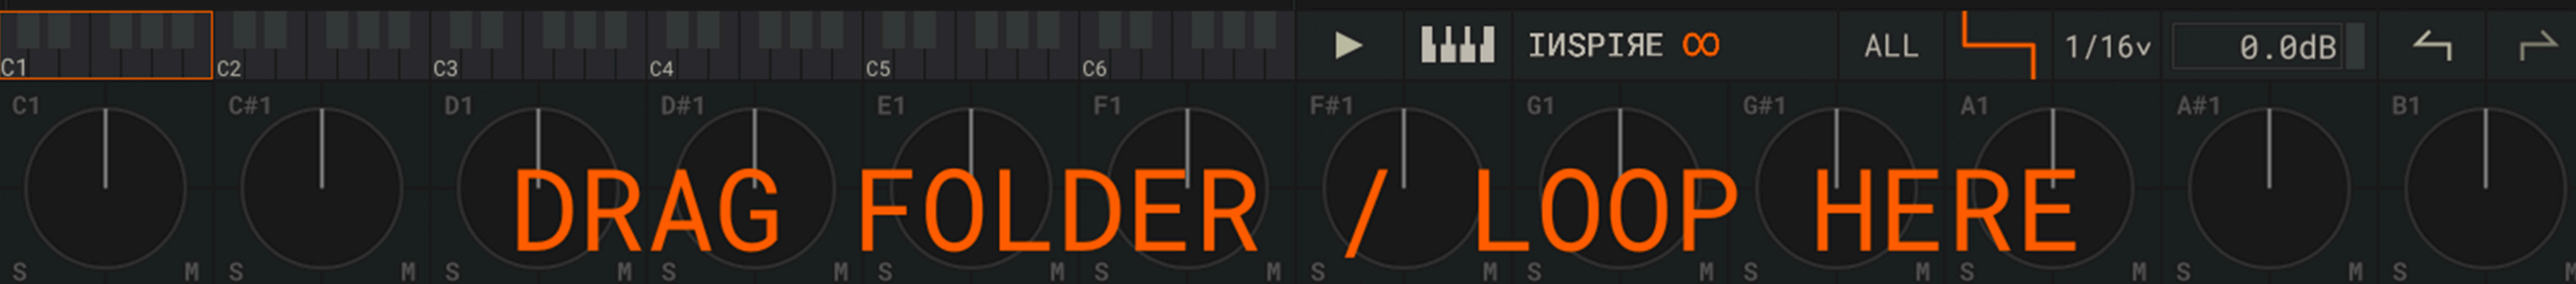 C1 C2 C3 C4 C5 C6 INSPIRE ∞ ALL 1/16v 0.0dB
C1 C#1 D1 D#1 E1 F1 F#1 G1 G#1 A1 A#1 B1
DRAG FOLDER / LOOP HERE
S M S M S M S M S M S M S M S M S M S M S M S M